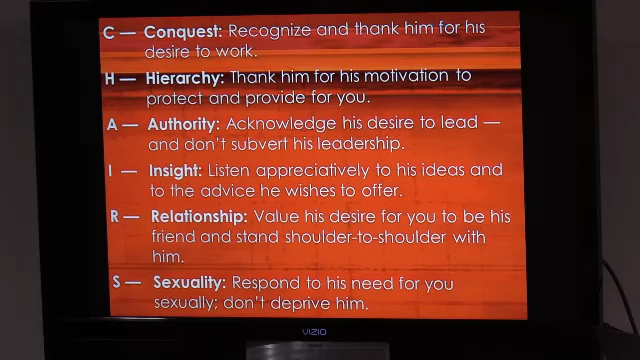 C — Conquest: Recognize and thank him for his
desire to work.
H — Hierarchy: Thank him for his motivation to
protect and provide for you.
A — Authority: Acknowledge his desire to lead —
and don't subvert his leadership.
I — Insight: Listen appreciatively to his ideas and
to the advice he wishes to offer.
R — Relationship: Value his desire for you to be his
friend and stand shoulder-to-shoulder with
him.
S — Sexuality: Respond to his need for you
sexually; don't deprive him.
VIZIO